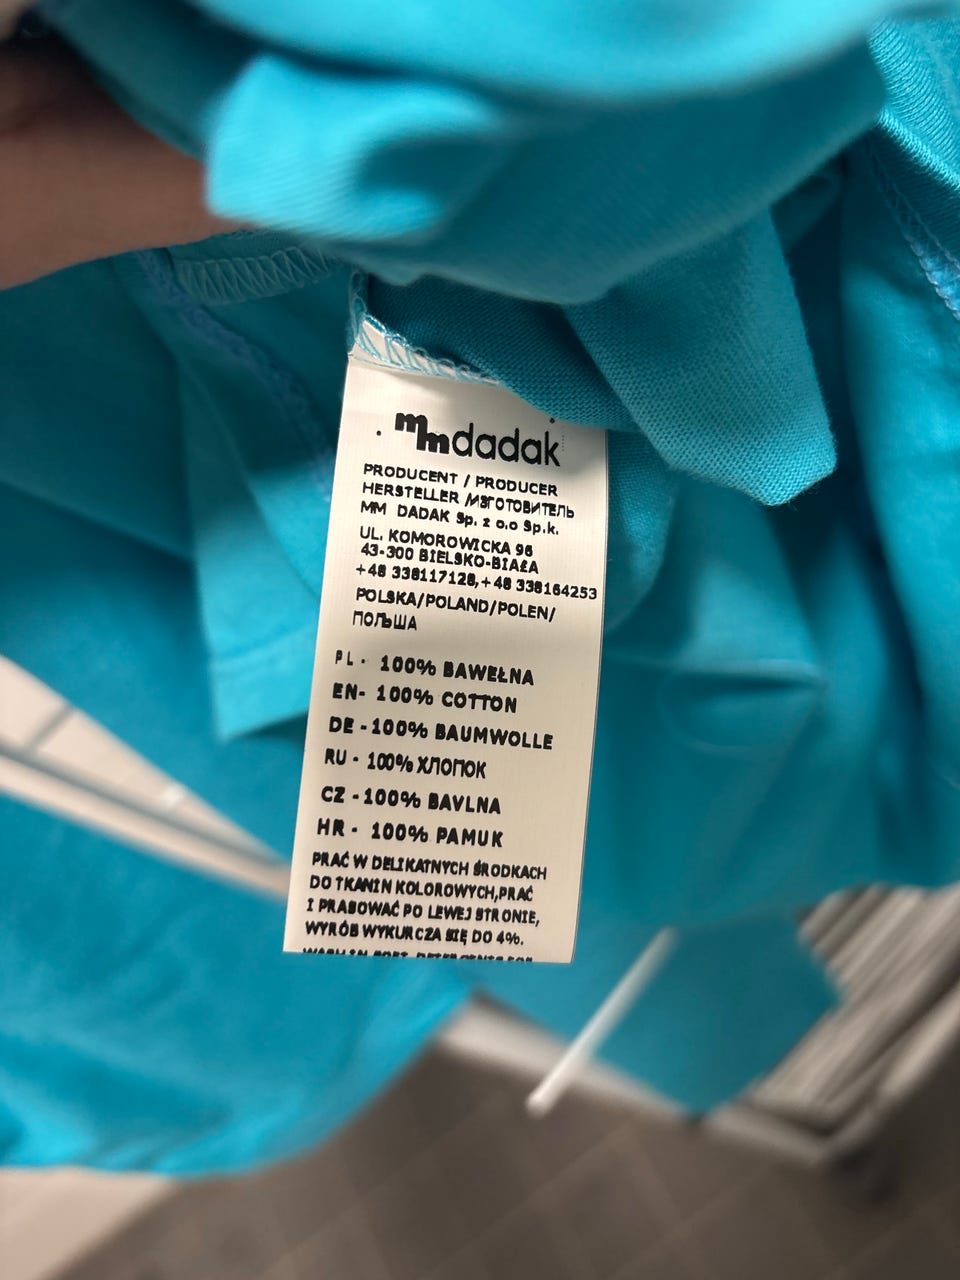 mmdadak
PRODUCENT / PRODUCER
HERSTELLER /ИЗГОТОВИТЕЛЬ
MM DADAK Sp. z o.o Sp.k.
UL. KOMOROWICKA 96
43-300 BIELSKO-BIAŁA
+48 338117128,+48 338164253
POLSKA/POLAND/POLEN/
ПОЛЬША
PL - 100% BAWEŁNA
EN- 100% COTTON
DE -100% BAUMWOLLE
RU - 100% ХЛОПОК
CZ -100% BAVLNA
HR - 100% PAMUK
PRAĆ W DELIKATNYCH ŚRODKACH
DO TKANIN KOLOROWYCH,PRAĆ
I PRASOWAĆ PO LEWEJ STRONIE,
WYRÓB WYKURCZA SIĘ DO 4%.